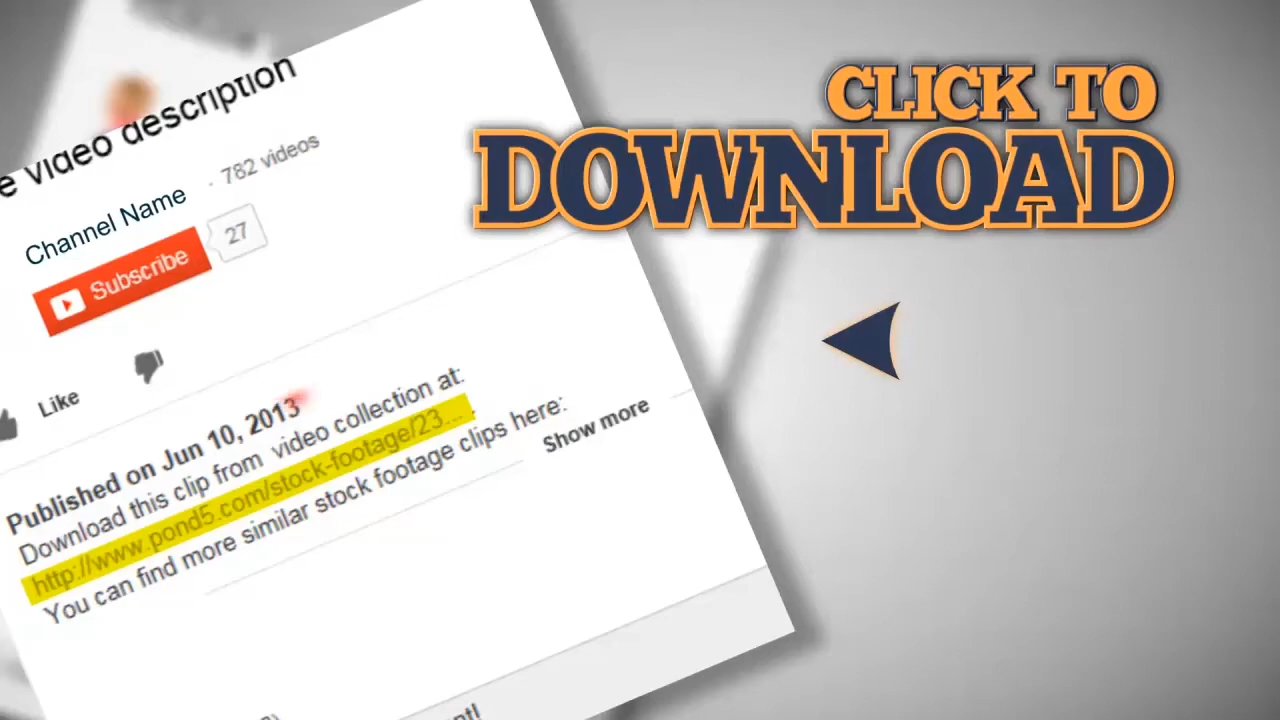 CLICK TO
DOWNLOAD
e video description
Channel Name · 782 videos
Subscribe 27
Like
Published on Jun 10, 2013
Download this clip from video collection at:
http://www.pond5.com/stock-footage/23... .
You can find more similar stock footage clips here:
Show more